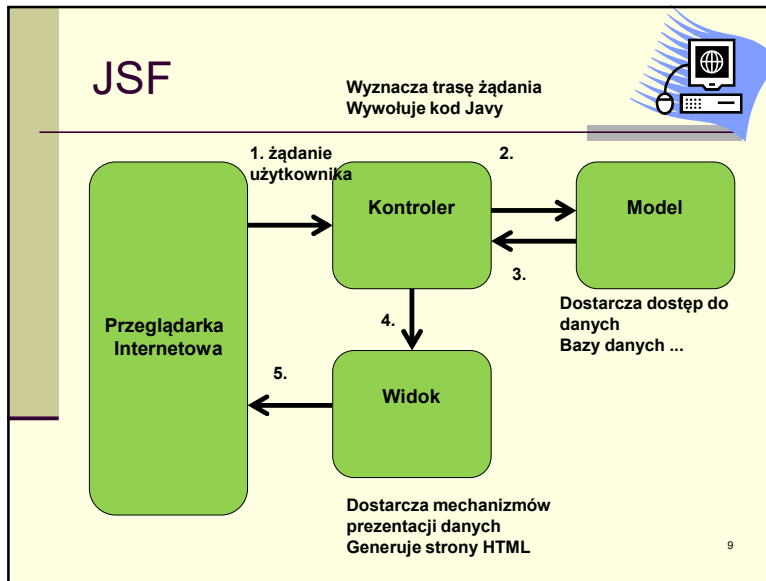 JSF
Wyznacza trasę żądania
Wywołuje kod Javy
1. żądanie
użytkownika
2.
Kontroler
Model
3.
Dostarcza dostęp do
danych
Bazy danych ...
Przeglądarka
Internetowa
4.
5.
Widok
Dostarcza mechanizmów
prezentacji danych
Generuje strony HTML
9